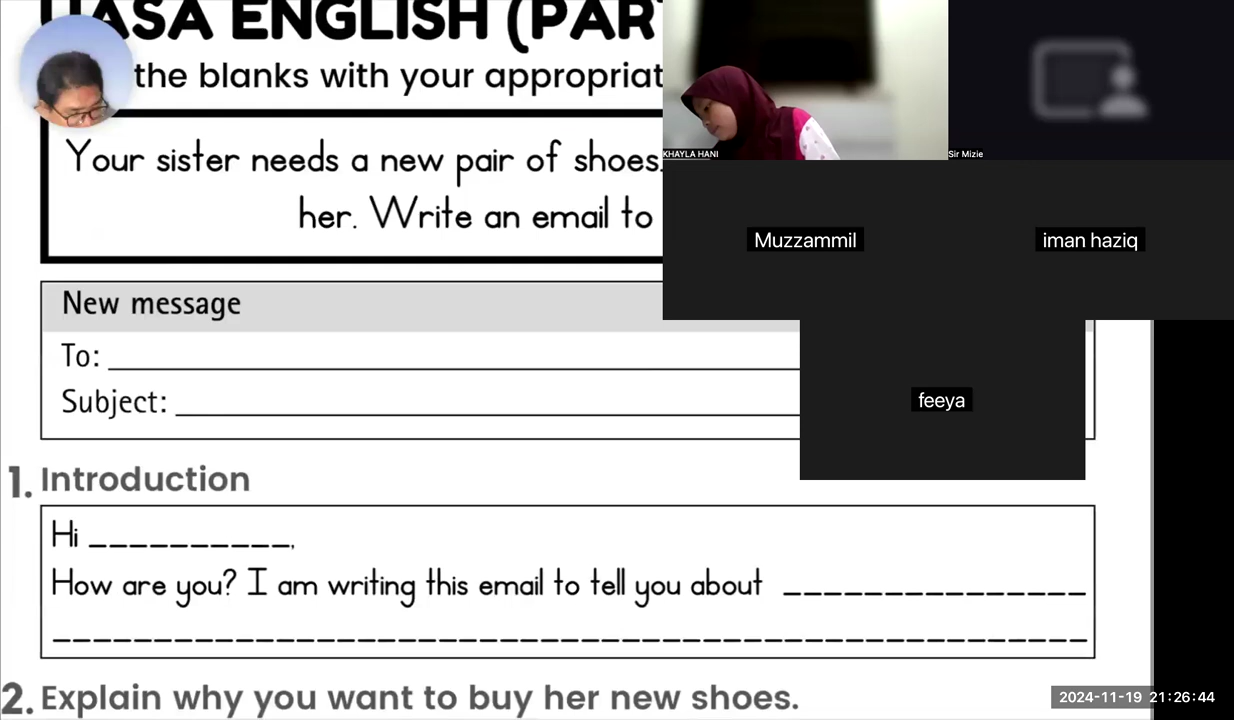 UASA ENGLISH (PAR
the blanks with your appropriat
Your sister needs a new pair of shoes.
her. Write an email to
KHAYLA HANI
Sir Mizie
Muzzammil
iman haziq
feeya
New message
To:
Subject:
1. Introduction
Hi __________,
How are you? I am writing this email to tell you about
2. Explain why you want to buy her new shoes.
2024-11-19 21:26:44